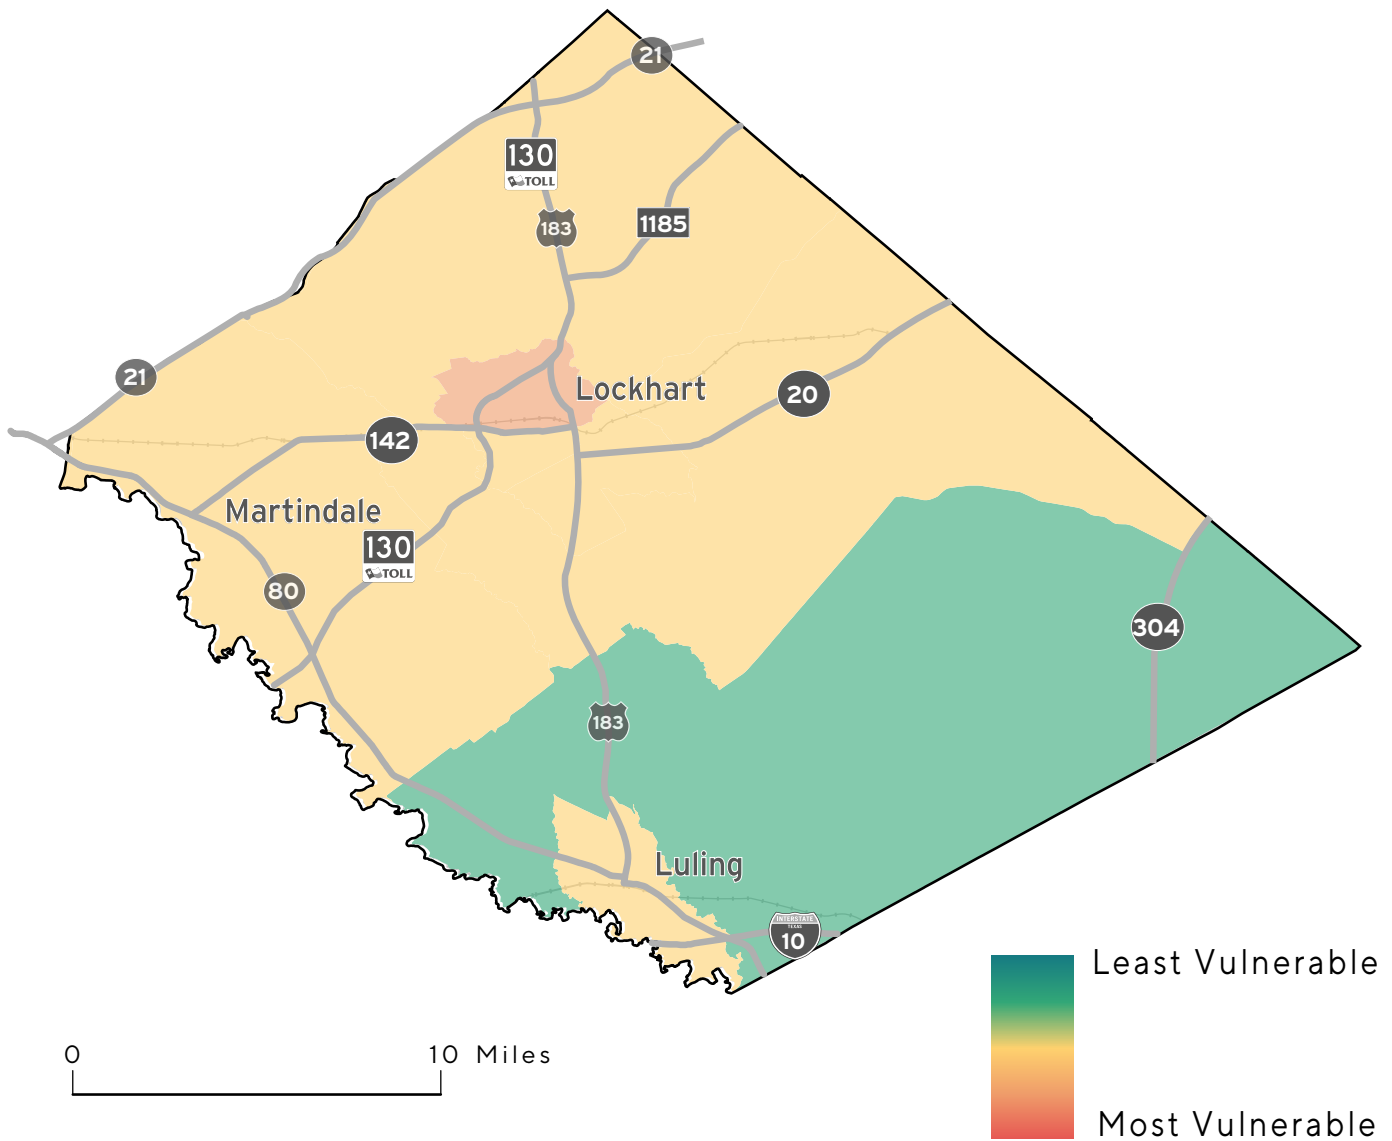 21
130
TOLL
183
1185
21
Lockhart
20
142
Martindale
130
TOLL
80
304
183
Luling
INTERSTATE
TEXAS
10
Least Vulnerable
0
10 Miles
Most Vulnerable